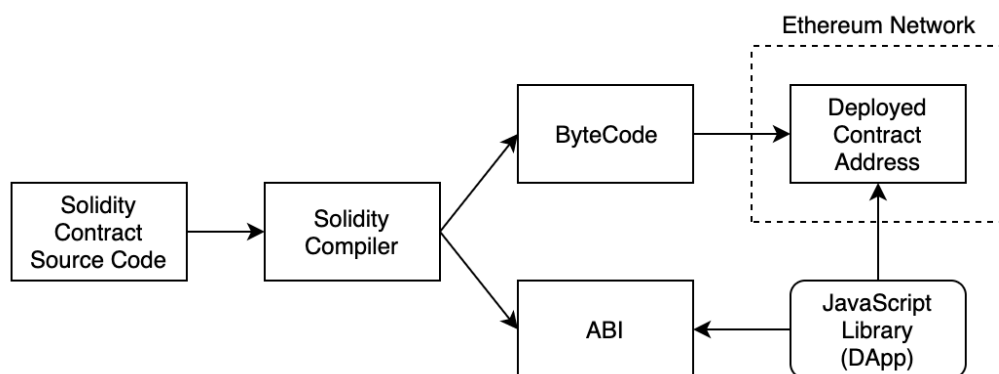 Ethereum Network
Deployed
Contract
Address
ByteCode
Solidity
Contract
Source Code
Solidity
Compiler
ABI
JavaScript
Library
(DApp)